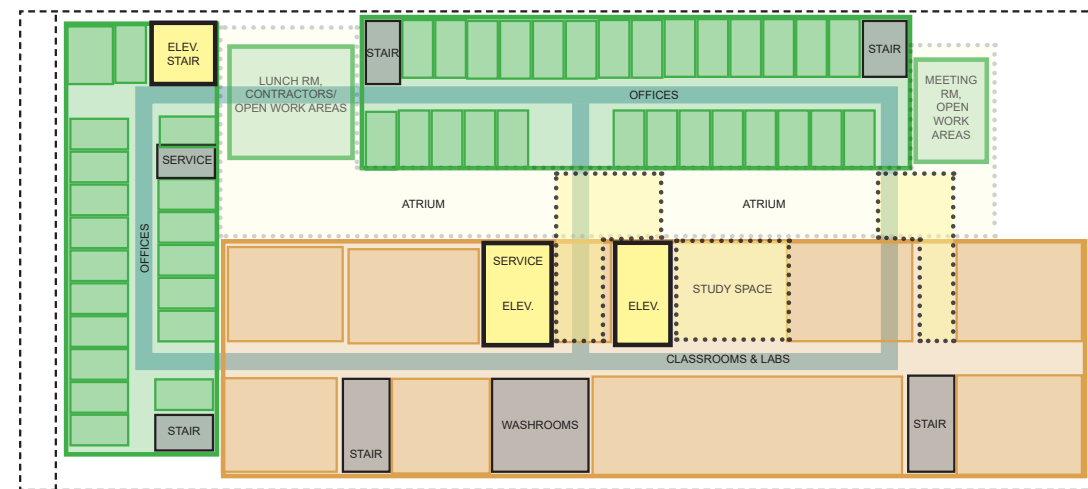 ELEV.
STAIR
LUNCH RM,
CONTRACTORS/
OPEN WORK AREAS
STAIR
STAIR
OFFICES
MEETING
RM,
OPEN
WORK
AREAS
SERVICE
ATRIUM
ATRIUM
OFFICES
SERVICE
ELEV.
ELEV.
STUDY SPACE
CLASSROOMS & LABS
STAIR
STAIR
WASHROOMS
STAIR